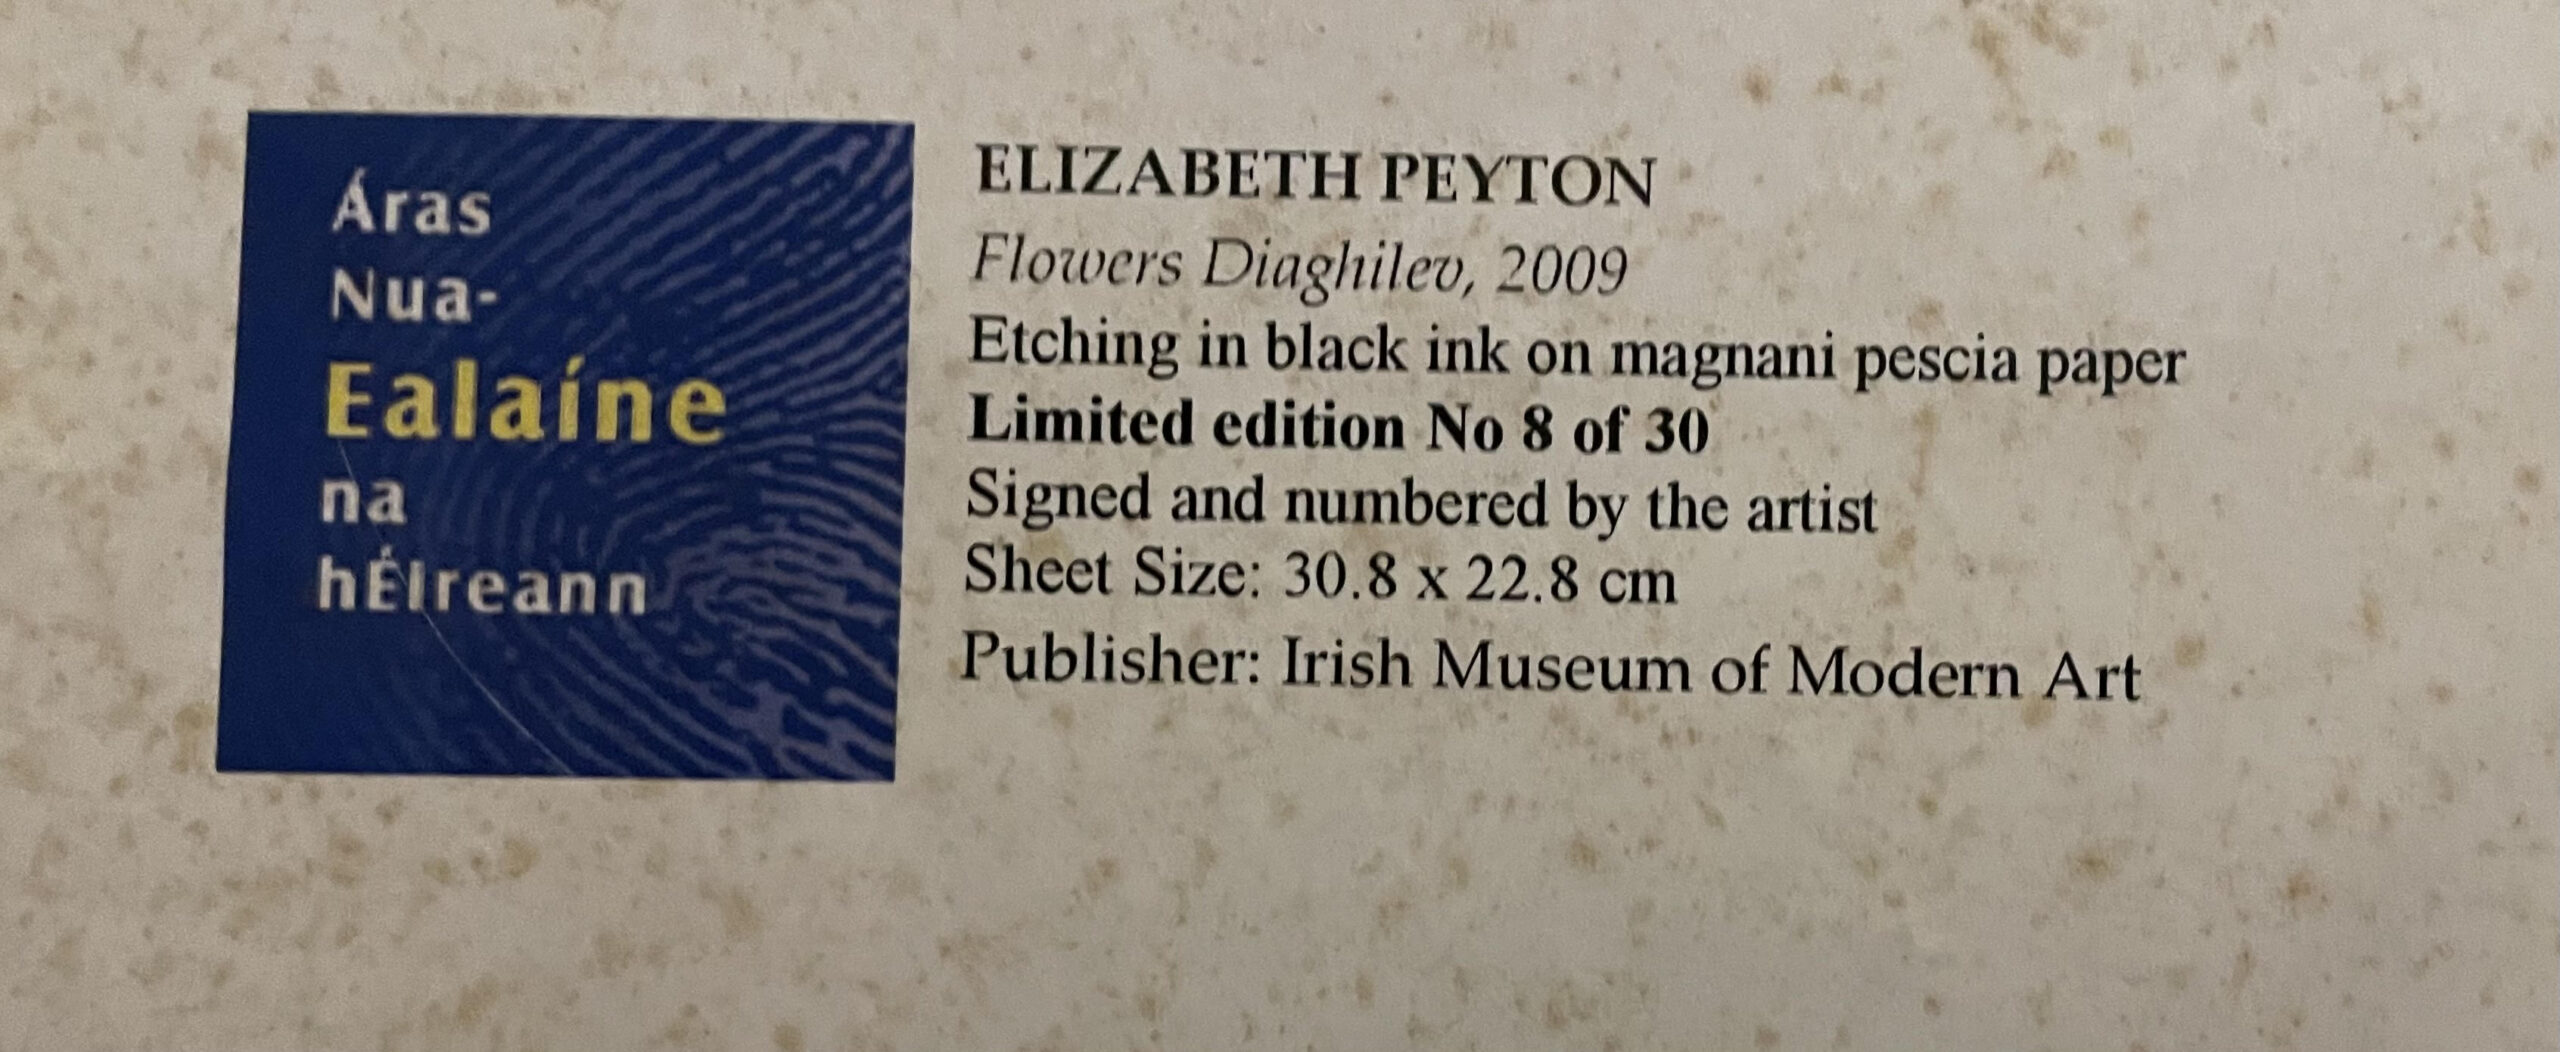 Áras
Nua-
Ealaíne
na
hÉireann
ELIZABETH PEYTON
Flowers Diaghilev, 2009
Etching in black ink on magnani pescia paper
Limited edition No 8 of 30
Signed and numbered by the artist
Sheet Size: 30.8 x 22.8 cm
Publisher: Irish Museum of Modern Art